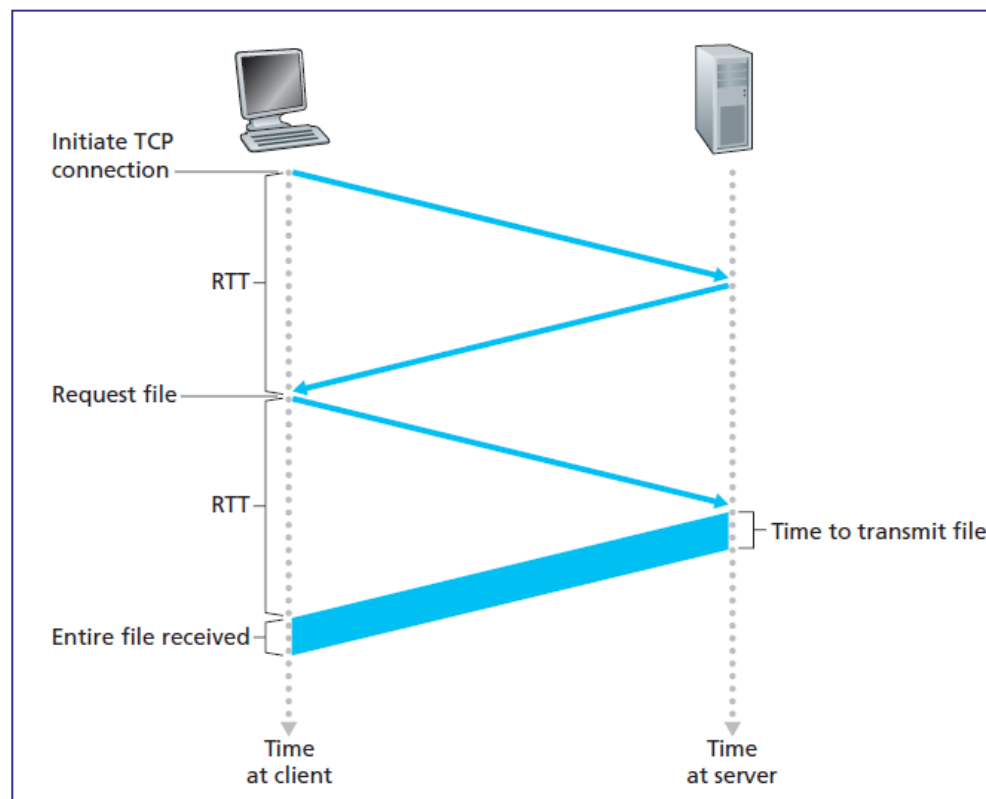 Initiate TCP
connection
RTT
Request file
RTT
Time to transmit file
Entire file received
Time
at client
Time
at server